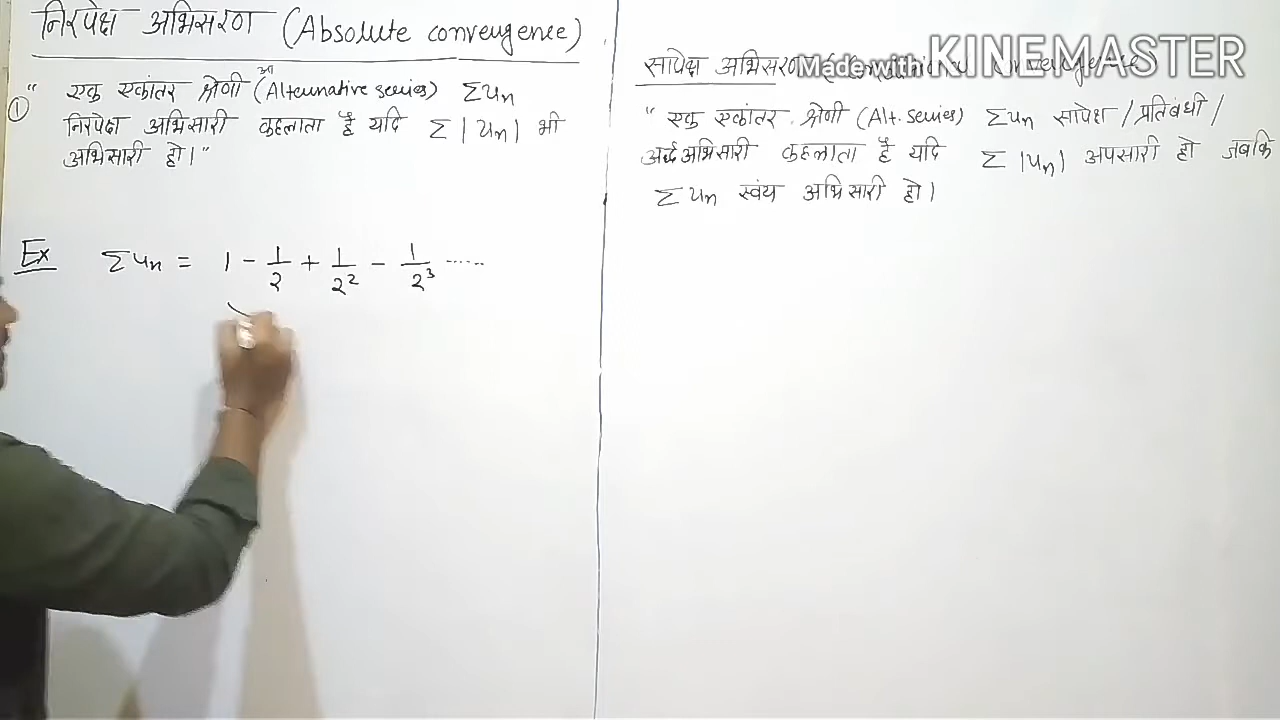 निरपेक्ष अभिसरण (Absolute convergence)
① " एक एकांतर श्रेणी (Alternative series) Σun
निरपेक्ष अभिसारी कहलाता है यदि Σ|un| भी
अभिसारी हो।"
Ex Σun = 1 - 1/2 + 1/2² - 1/2³ ......
सापेक्ष अभिसरण
Made with KINEMASTER
" एक एकांतर श्रेणी (Alt. series) Σun सापेक्ष/प्रतिबंधी/
अर्द्धअभिसारी कहलाता है यदि Σ|un| अपसारी हो जबकि
Σun स्वंय अभिसारी हो।